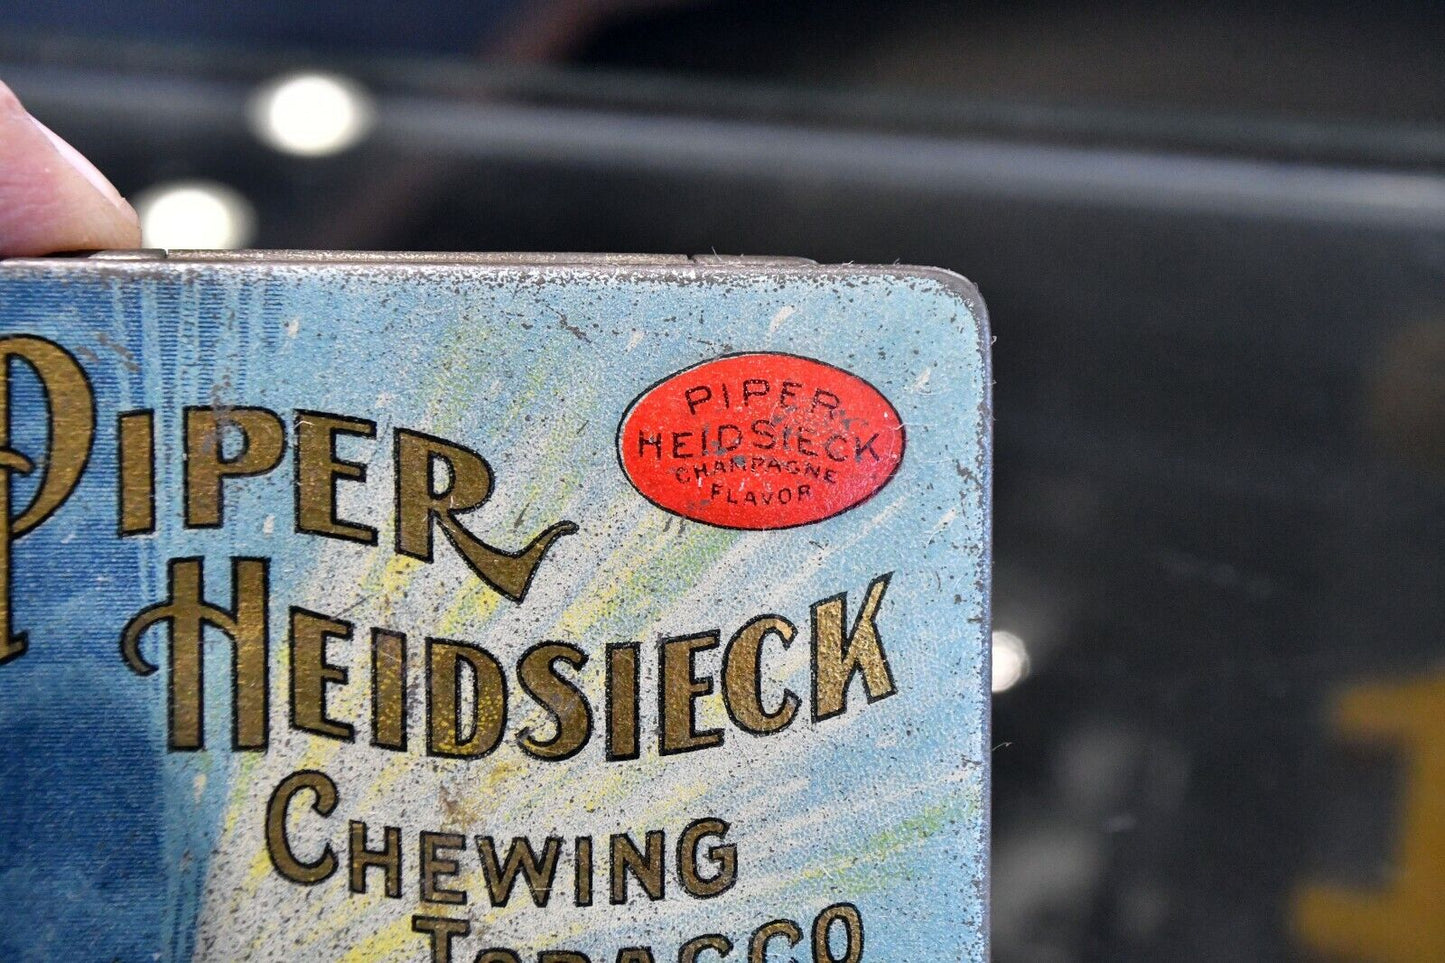 PIPER
HEIDSIECK
CHEWING
TOBACCO
PIPER
HEIDSIECK
CHAMPAGNE
FLAVOR